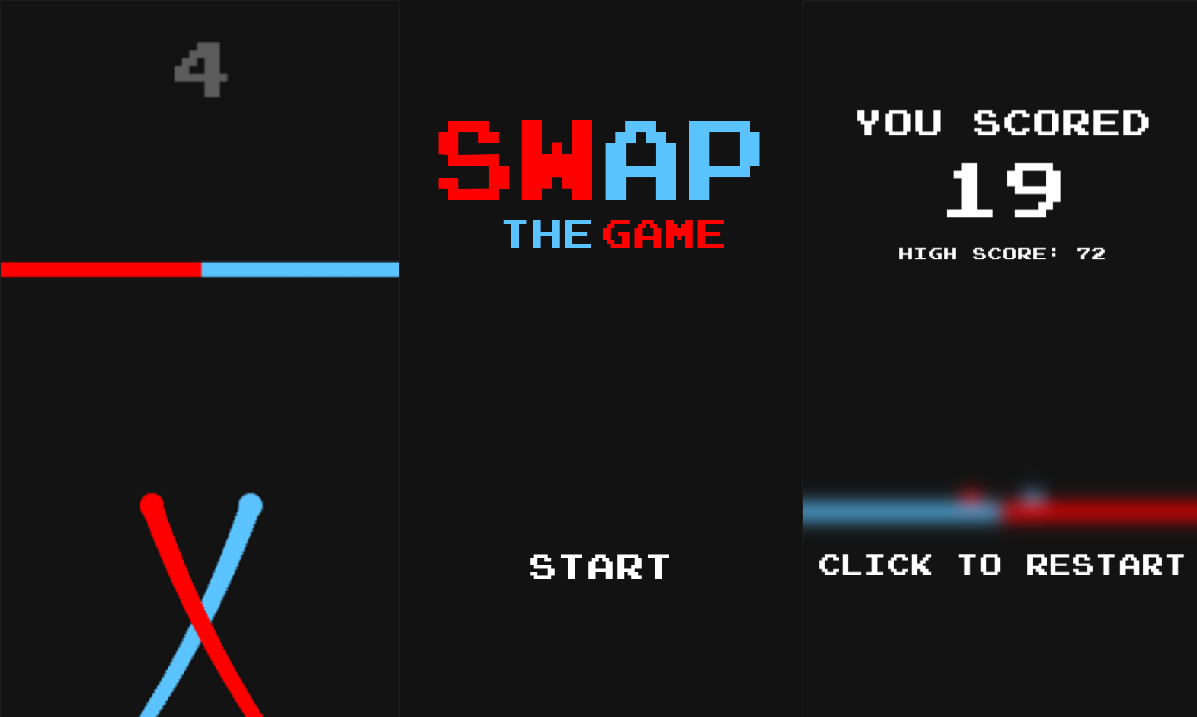 4
SWAP
THE GAME
START
YOU SCORED
19
HIGH SCORE: 72
CLICK TO RESTART